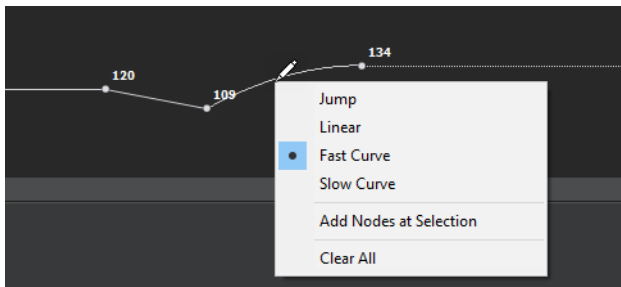 134
120
109
Jump
Linear
Fast Curve
Slow Curve
Add Nodes at Selection
Clear All